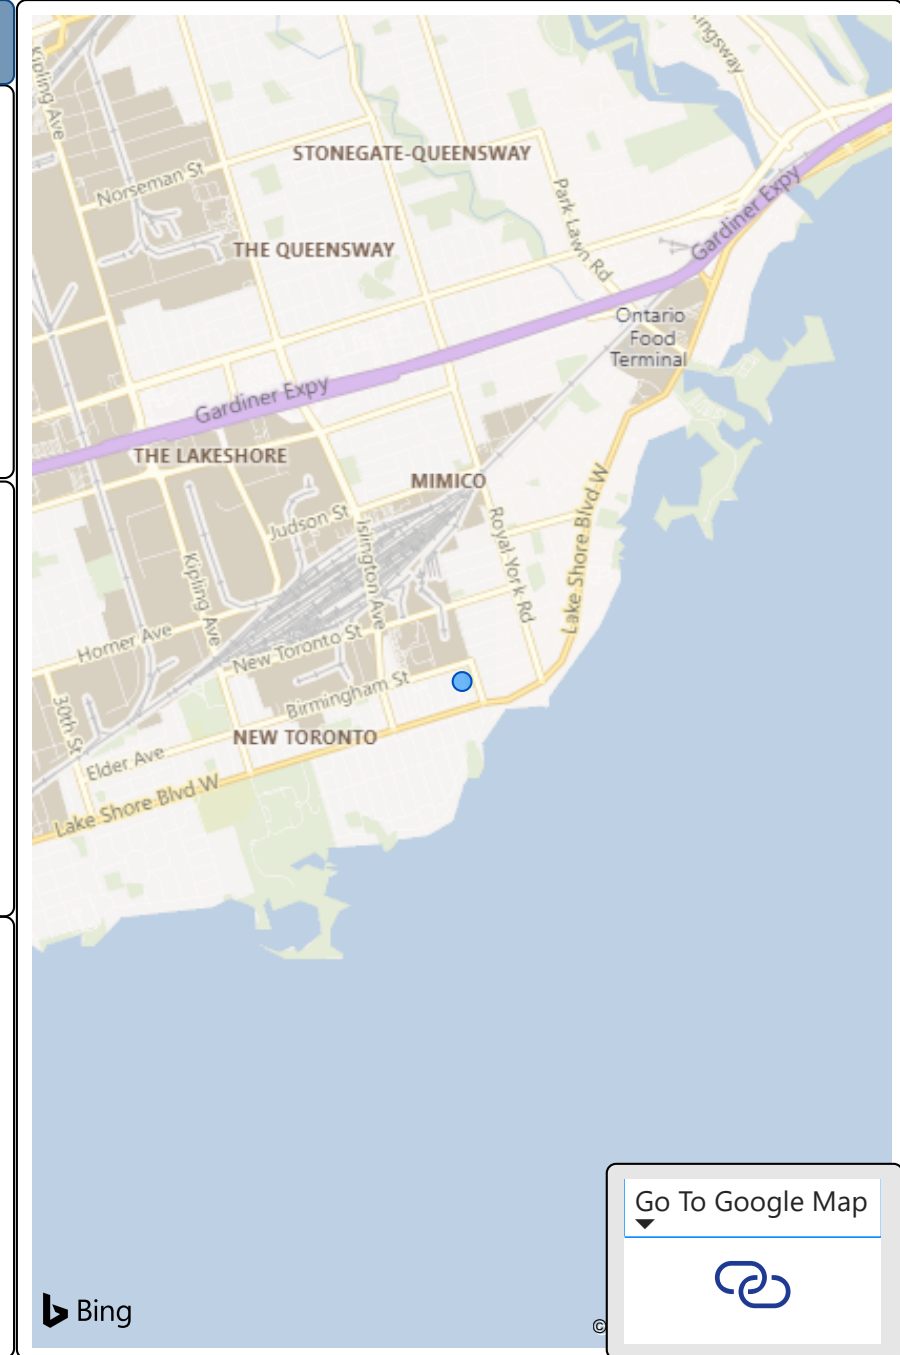 Kipling Ave
ingsway
STONEGATE-QUEENSWAY
Norseman St
Park Lawn Rd
Gardiner Expy
THE QUEENSWAY
Ontario
Food
Terminal
Gardiner Expy
THE LAKESHORE
MIMICO
Judson St
Islington Ave
Royal York Rd
Lake Shore Blvd W
Kipling Ave
Horner Ave
New Toronto St
Birmingham St
30th St
NEW TORONTO
Elder Ave
Lake Shore Blvd W
Go To Google Map
Bing
©